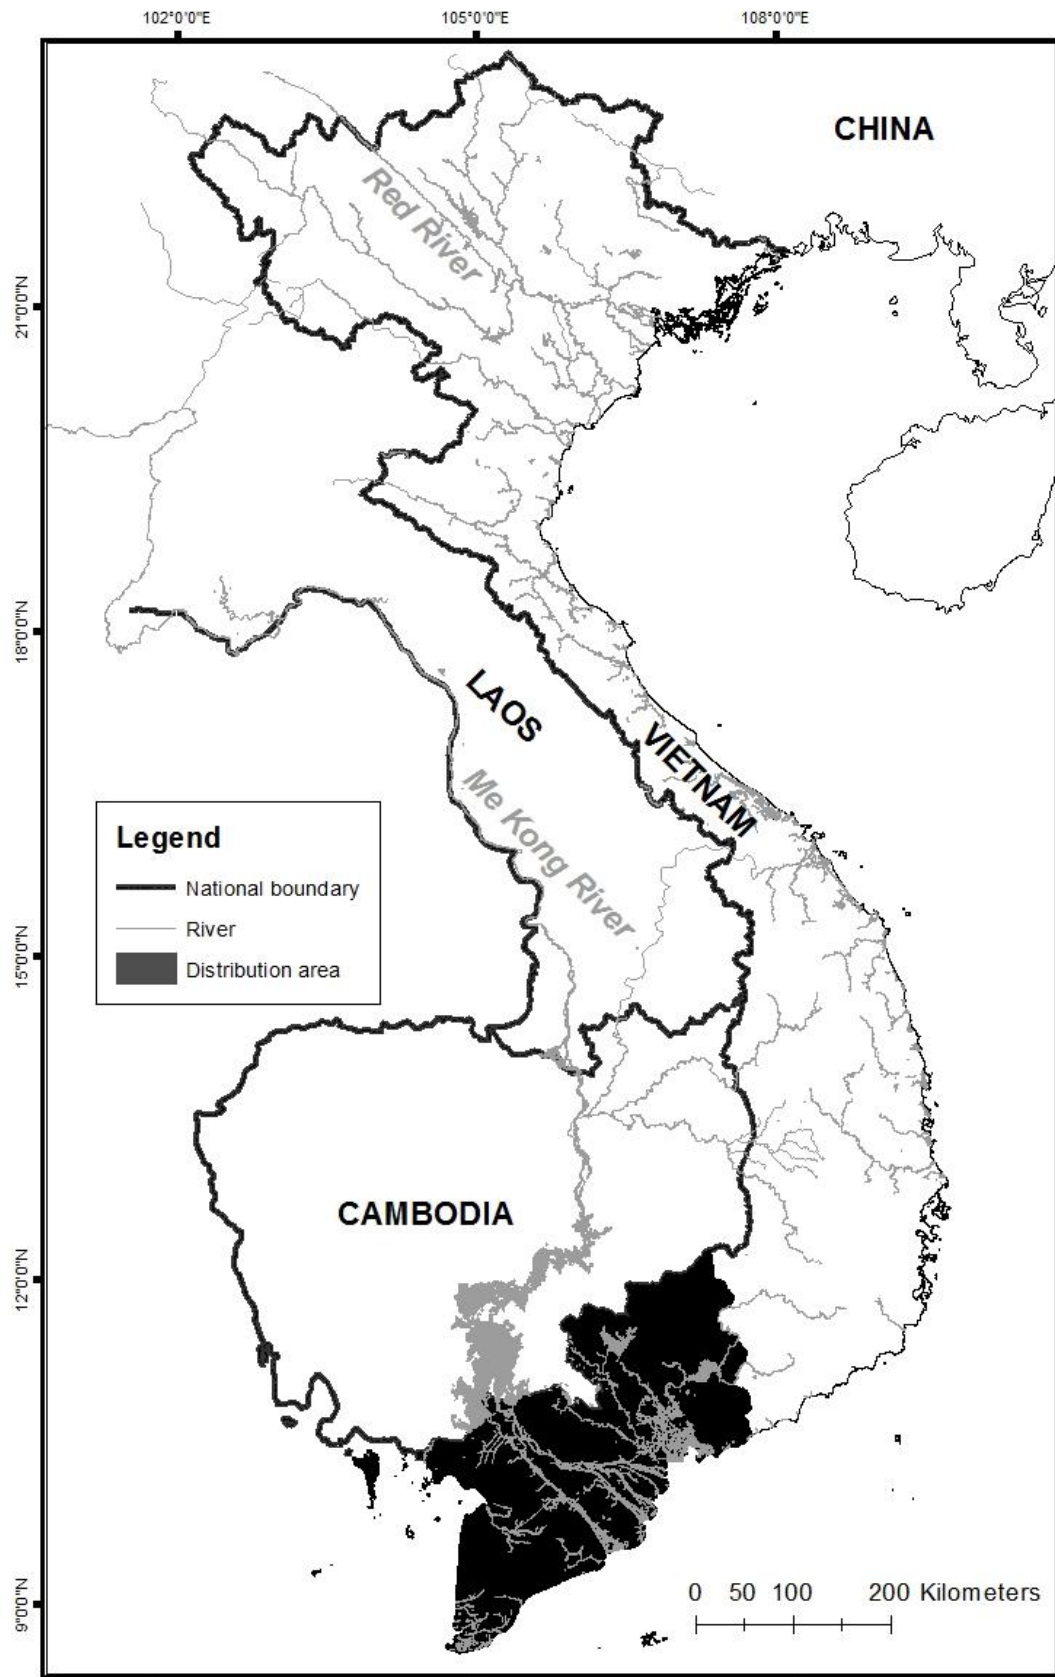 102°0'0"E 105°0'0"E 108°0'0"E
CHINA
Red River
21°0'0"N
18°0'0"N
LAOS
VIETNAM
Me Kong River
Legend
National boundary
River
Distribution area
15°0'0"N
CAMBODIA
12°0'0"N
0 50 100 200 Kilometers
9°0'0"N